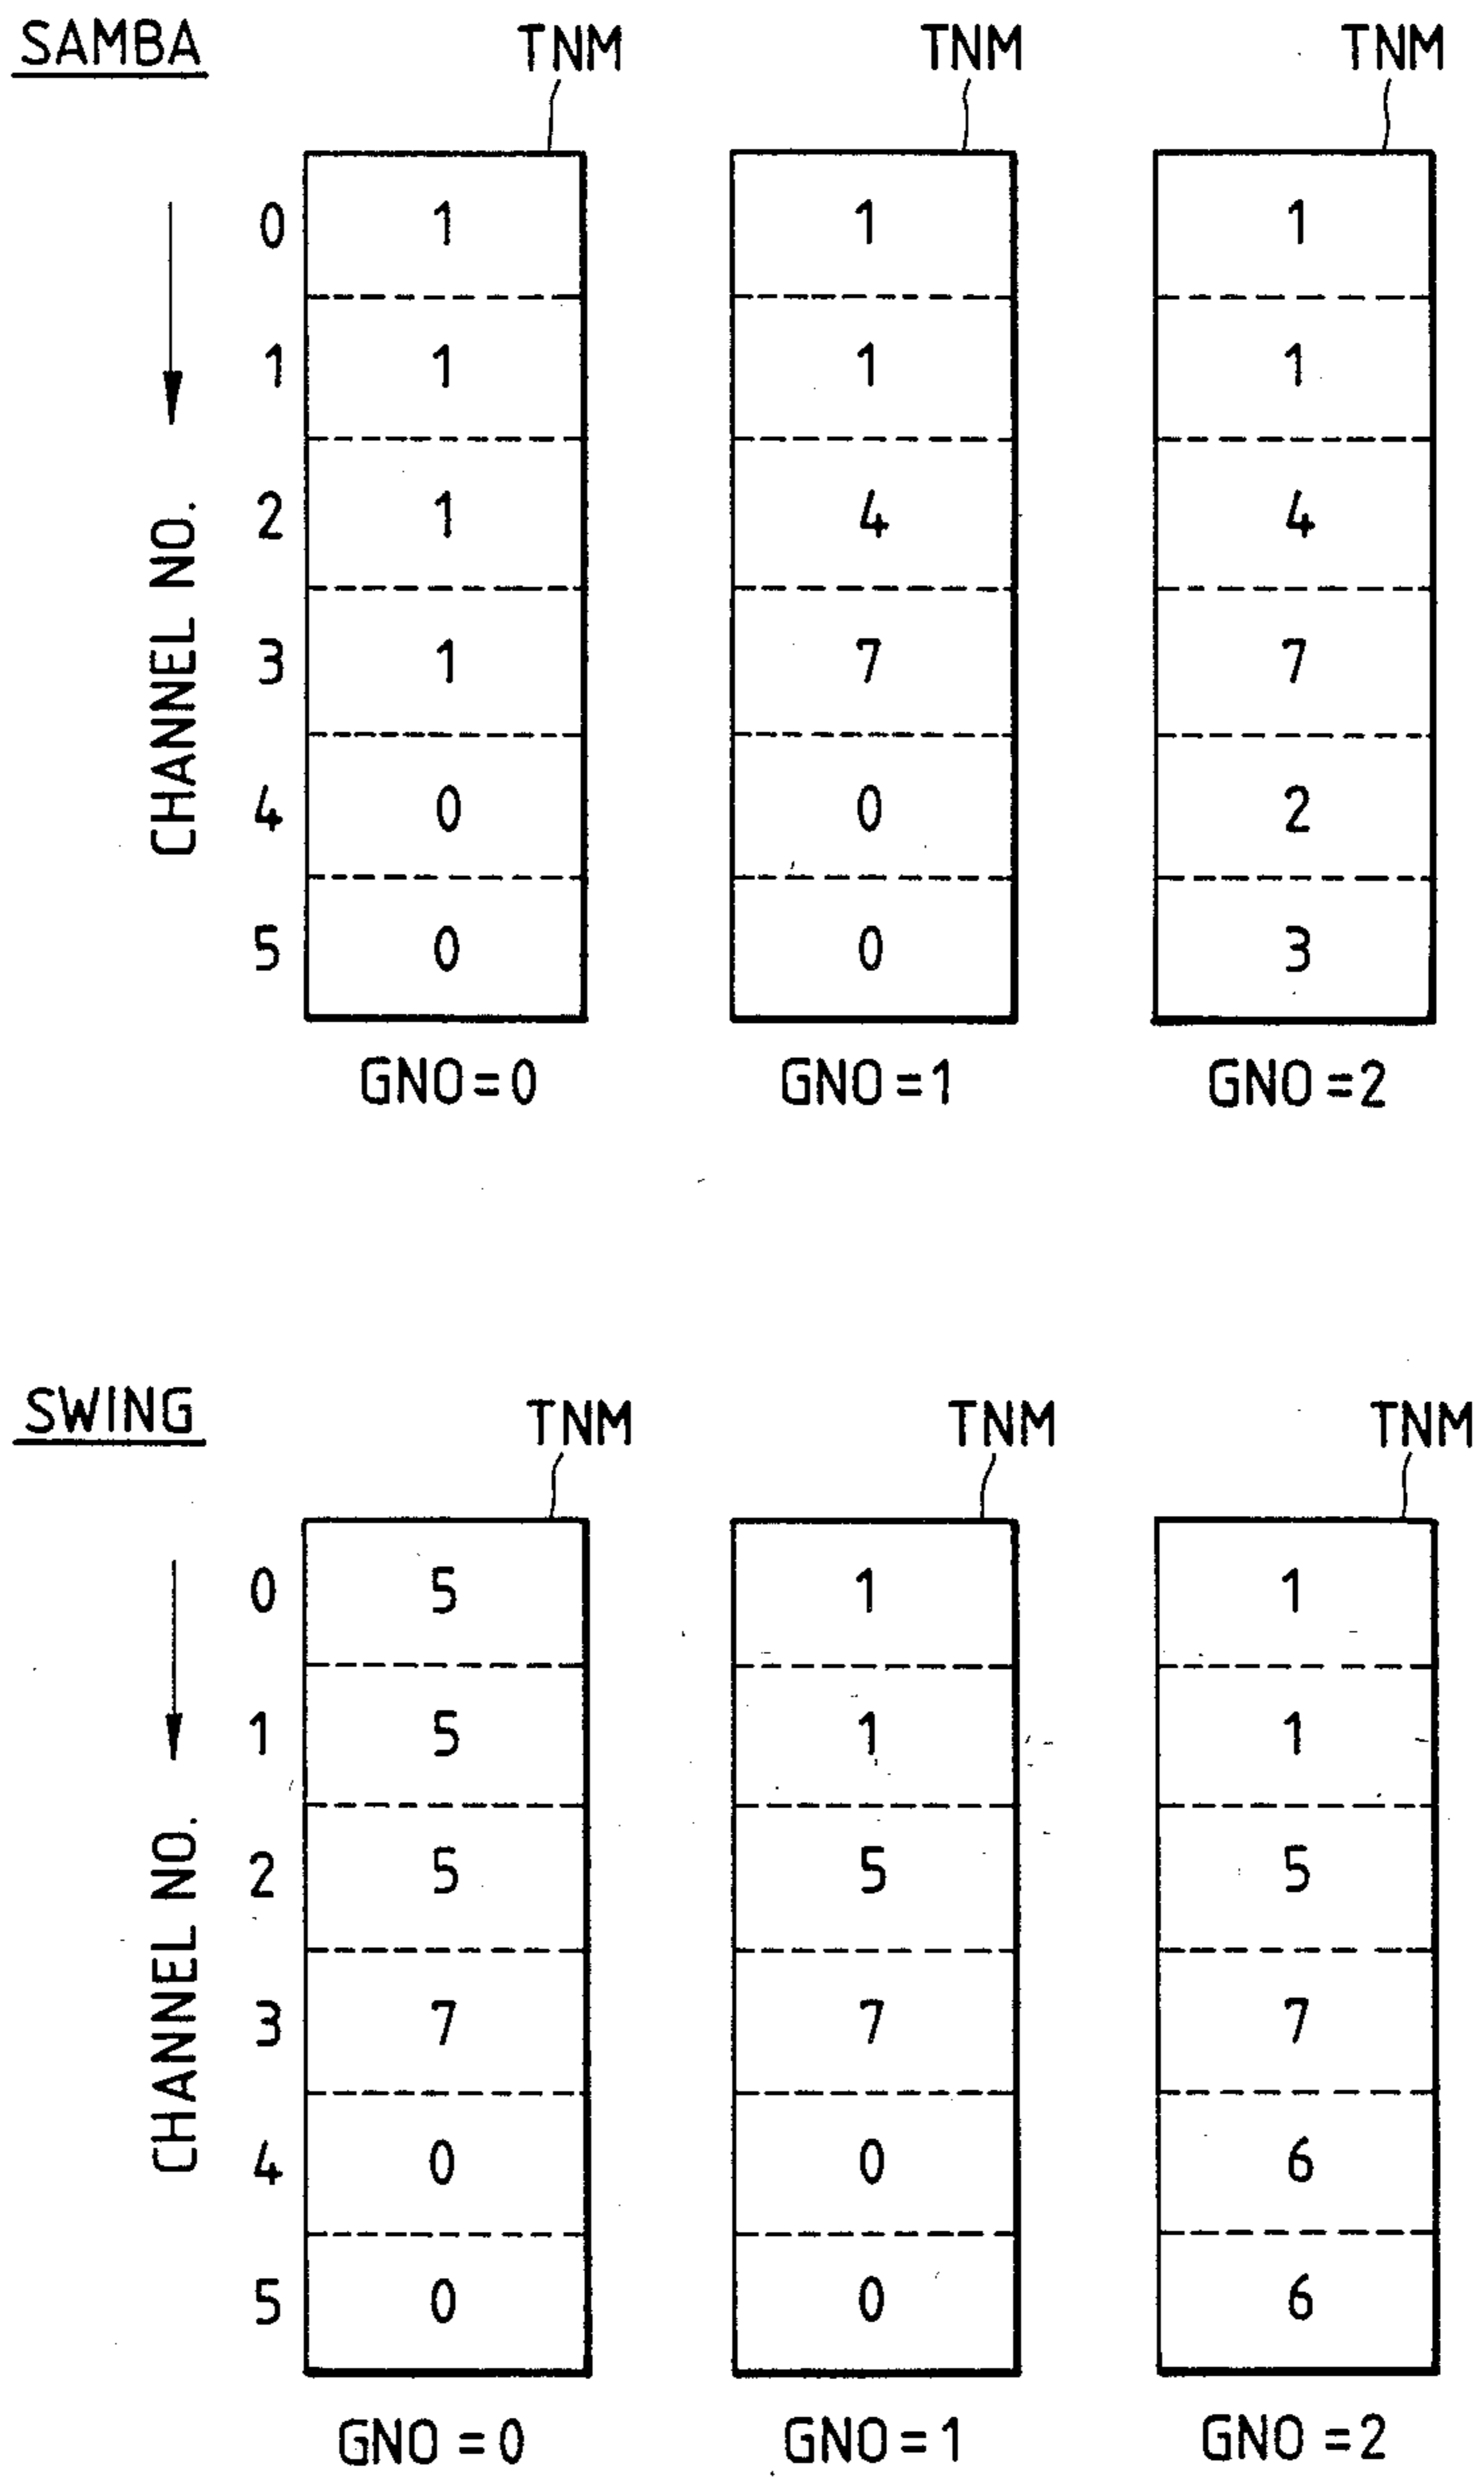 SAMBA TNM TNM TNM
0 1 1 1
1 1 1 1
2 1 4 4
3 1 7 7
4 0 0 2
5 0 0 3
CHANNEL NO.
GNO=0 GNO=1 GNO=2
SWING TNM TNM TNM
0 5 1 1
1 5 1 1
2 5 5 5
3 7 7 7
4 0 0 6
5 0 0 6
CHANNEL NO.
GNO=0 GNO=1 GNO=2